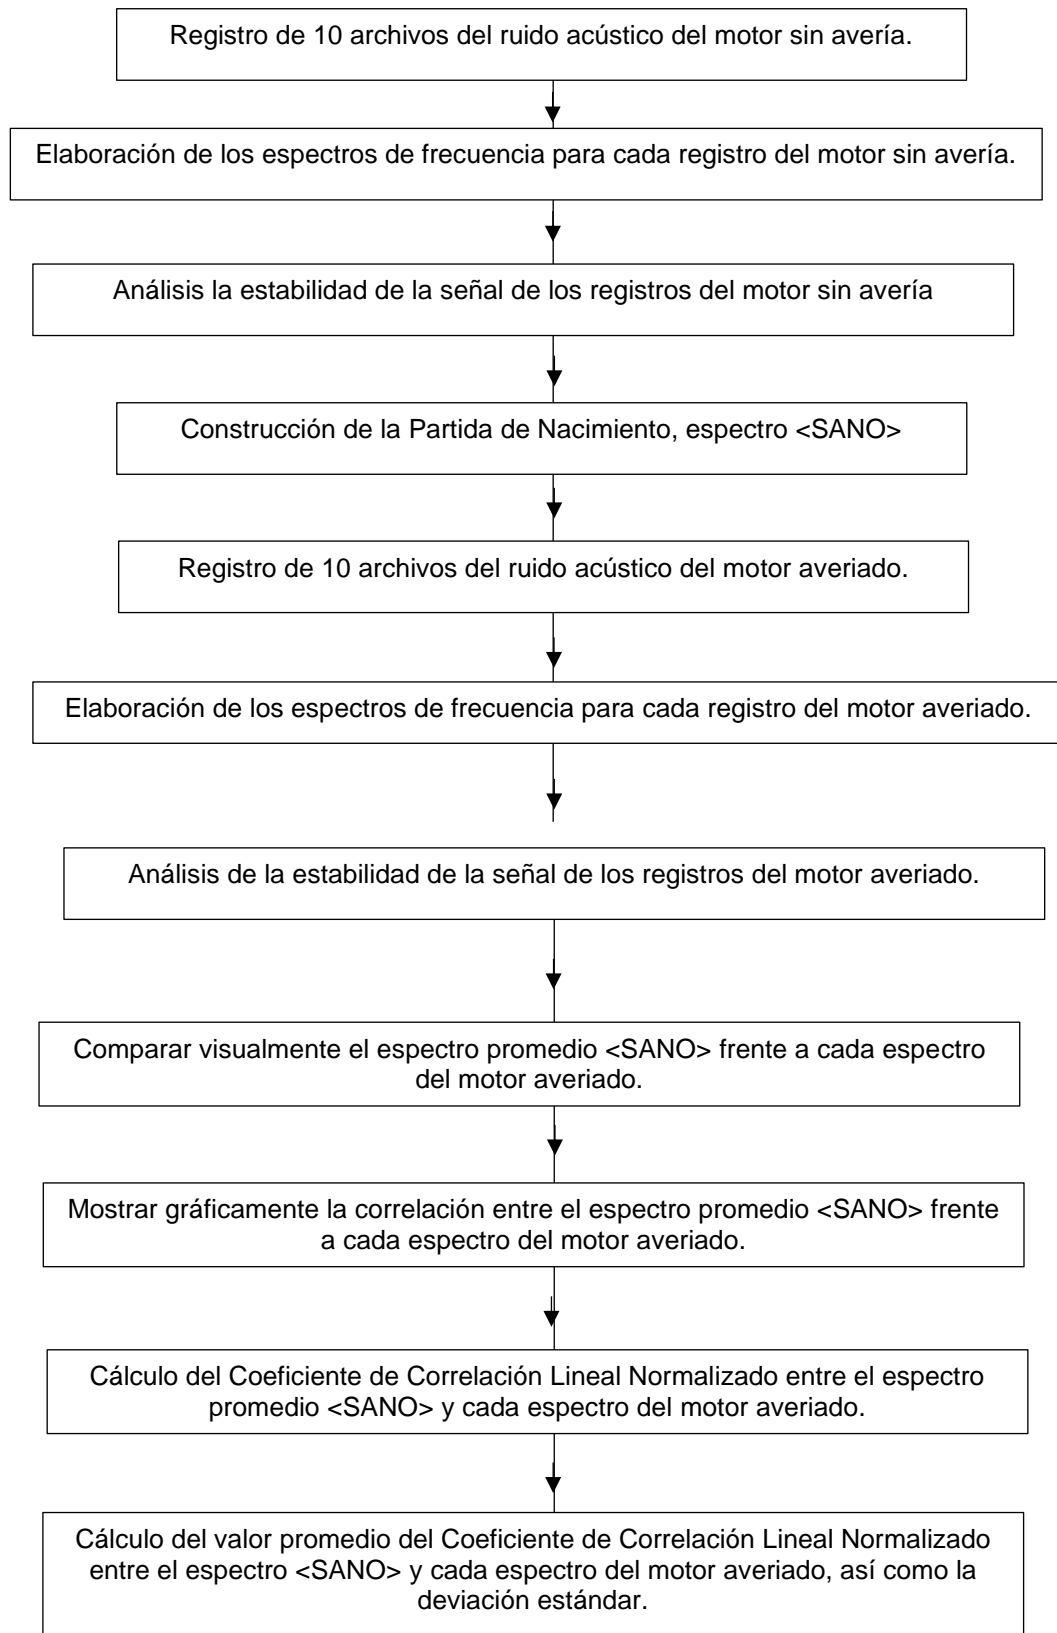 Registro de 10 archivos del ruido acústico del motor sin avería.
Elaboración de los espectros de frecuencia para cada registro del motor sin avería.
Análisis la estabilidad de la señal de los registros del motor sin avería
Construcción de la Partida de Nacimiento, espectro <SANO>
Registro de 10 archivos del ruido acústico del motor averiado.
Elaboración de los espectros de frecuencia para cada registro del motor averiado.
Análisis de la estabilidad de la señal de los registros del motor averiado.
Comparar visualmente el espectro promedio <SANO> frente a cada espectro
del motor averiado.
Mostrar gráficamente la correlación entre el espectro promedio <SANO> frente
a cada espectro del motor averiado.
Cálculo del Coeficiente de Correlación Lineal Normalizado entre el espectro
promedio <SANO> y cada espectro del motor averiado.
Cálculo del valor promedio del Coeficiente de Correlación Lineal Normalizado
entre el espectro <SANO> y cada espectro del motor averiado, así como la
deviación estándar.